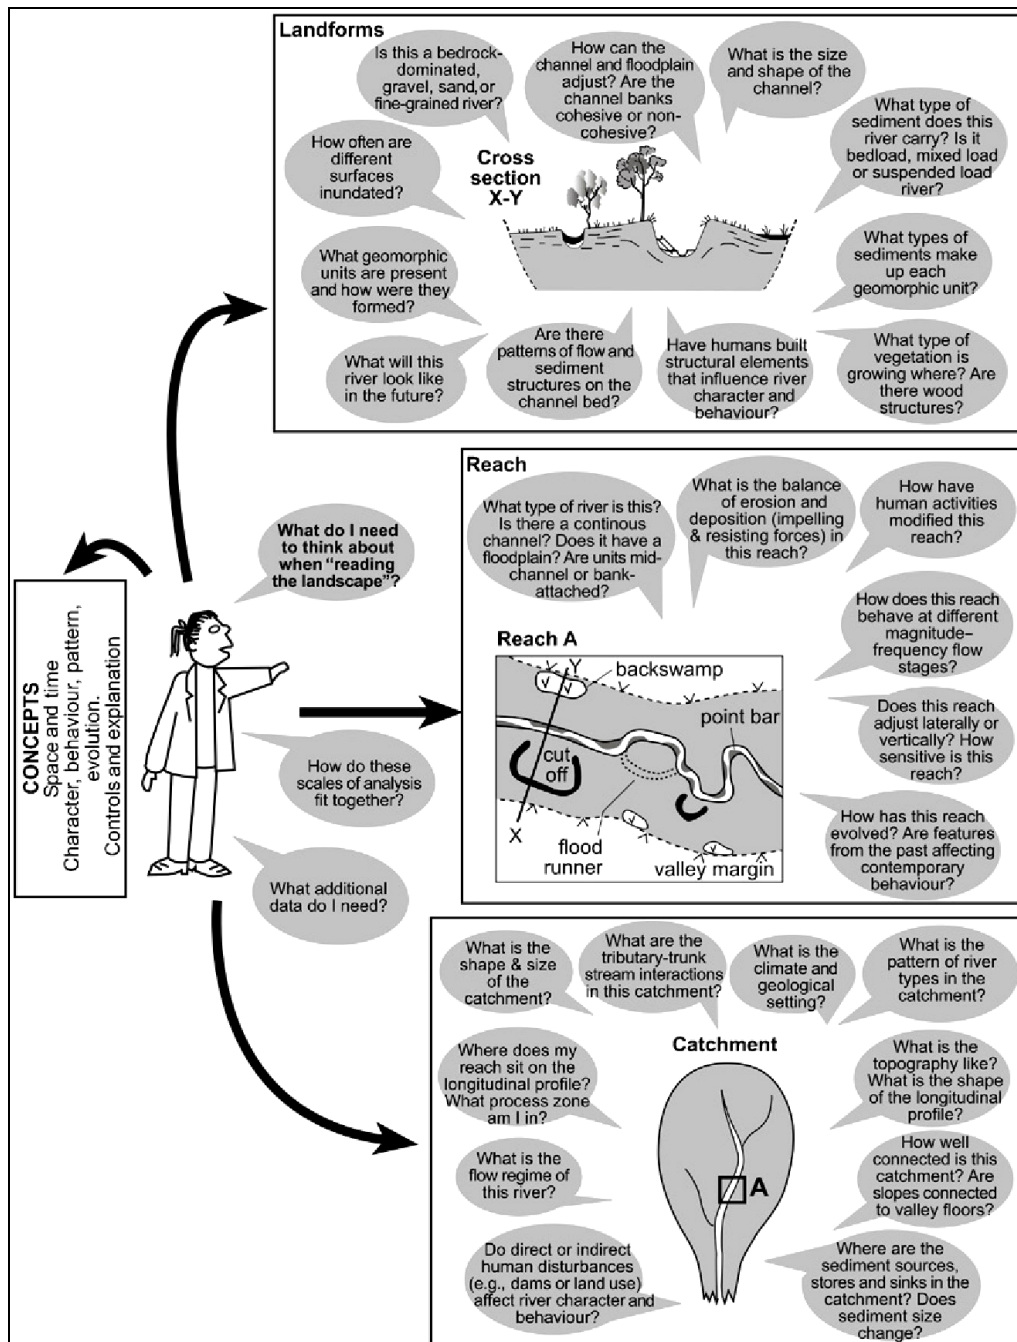 Landforms
Is this a bedrock-
dominated,
gravel, sand, or
fine-grained river?
How can the
channel and floodplain
adjust? Are the
channel banks
cohesive or non-
cohesive?
What is the size
and shape of the
channel?
What type of
sediment does this
river carry? Is it
bedload, mixed load
or suspended load
river?
How often are
different
surfaces
inundated?
Cross
section
X-Y
What types of
sediments make
up each
geomorphic unit?
What geomorphic
units are present
and how were they
formed?
What will this
river look like
in the future?
Are there
patterns of flow and
sediment
structures on the
channel bed?
Have humans built
structural elements
that influence river
character and
behaviour?
What type of
vegetation is
growing where? Are
there wood
structures?
CONCEPTS
Space and time
Character, behaviour, pattern,
evolution.
Controls and explanation
What do I need
to think about
when "reading
the landscape"?
How do these
scales of analysis
fit together?
What additional
data do I need?
Reach
What type of river is this?
Is there a continous
channel? Does it have a
floodplain? Are units mid-
channel or bank-
attached?
What is the balance
of erosion and
deposition (impelling
& resisting forces) in
in this reach?
How have
human activities
modified this
reach?
How does this reach
behave at different
magnitude–
frequency flow
stages?
Does this reach
adjust laterally or
vertically? How
sensitive is this
reach?
How has this reach
evolved? Are features
from the past affecting
contemporary
behaviour?
Reach A
Y
backswamp
point bar
cut
off
X
flood
runner
valley margin
What is the
shape & size
of the
catchment?
What are the
tributary-trunk
stream interactions
in this catchment?
What is the
climate and
geological
setting?
What is the
pattern of river
types in the
catchment?
Catchment
Where does my
reach sit on the
longitudinal profile?
What process zone
am I in?
What is the
topography like?
What is the shape
of the longitudinal
profile?
What is the
flow regime of
this river?
A
How well
connected is this
catchment? Are
slopes connected
to valley floors?
Do direct or indirect
human disturbances
(e.g., dams or land use)
affect river character and
behaviour?
Where are the
sediment sources,
stores and sinks in the
catchment? Does
sediment size
change?